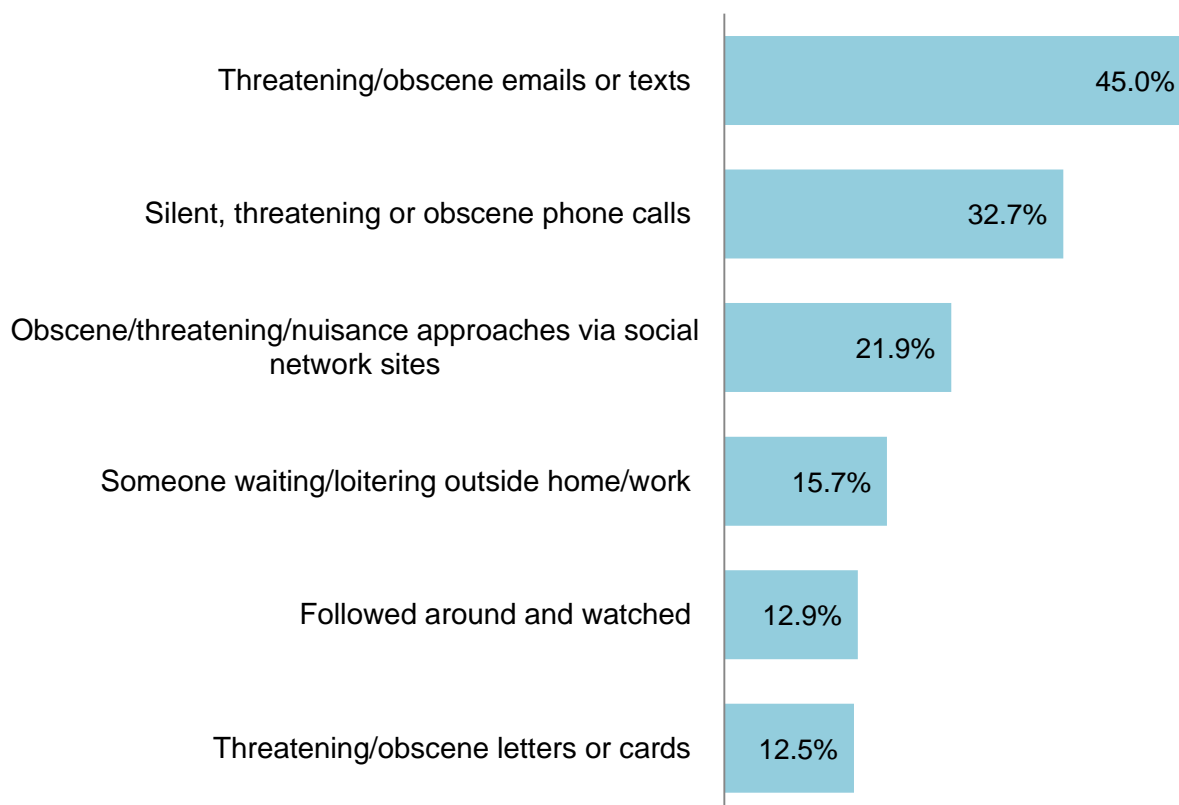 Threatening/obscene emails or texts
45.0%
Silent, threatening or obscene phone calls
32.7%
Obscene/threatening/nuisance approaches via social
network sites
21.9%
Someone waiting/loitering outside home/work
15.7%
Followed around and watched
12.9%
Threatening/obscene letters or cards
12.5%